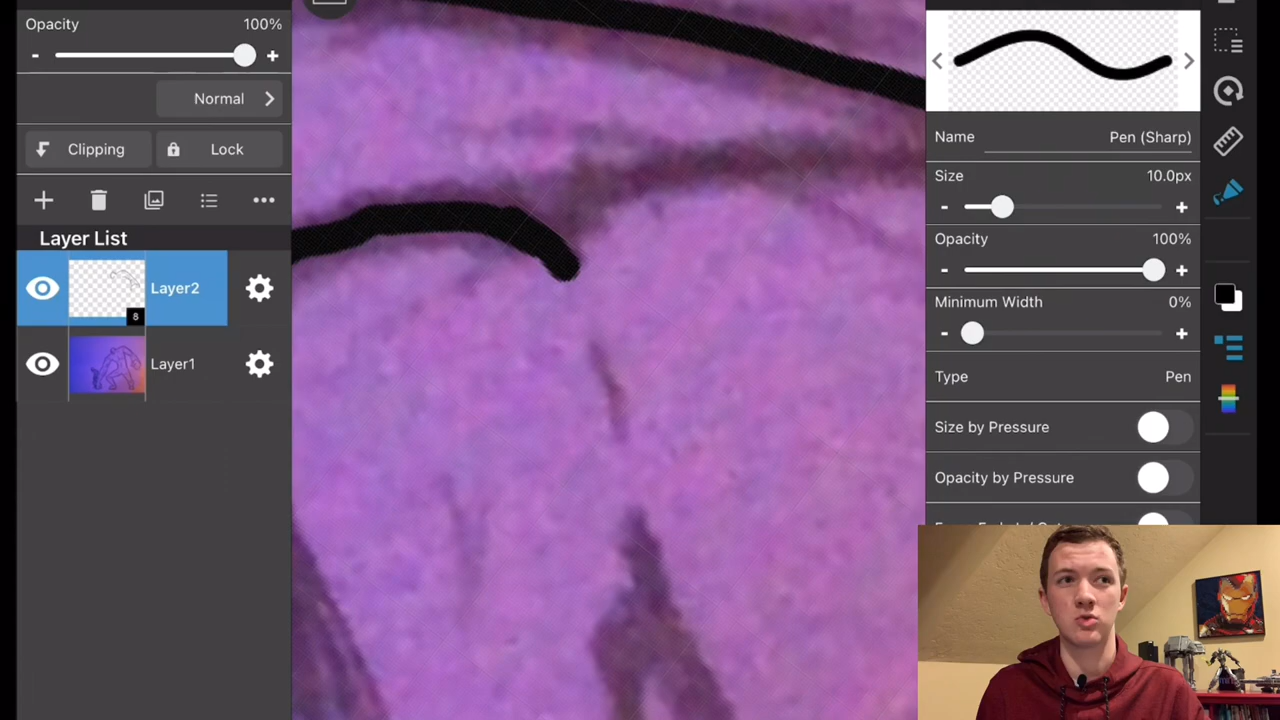 Opacity 100%
- +
Normal
Clipping Lock
Layer List
Layer2
8
Layer1
Name Pen (Sharp)
Size 10.0px
- +
Opacity 100%
- +
Minimum Width 0%
- +
Type Pen
Size by Pressure
Opacity by Pressure